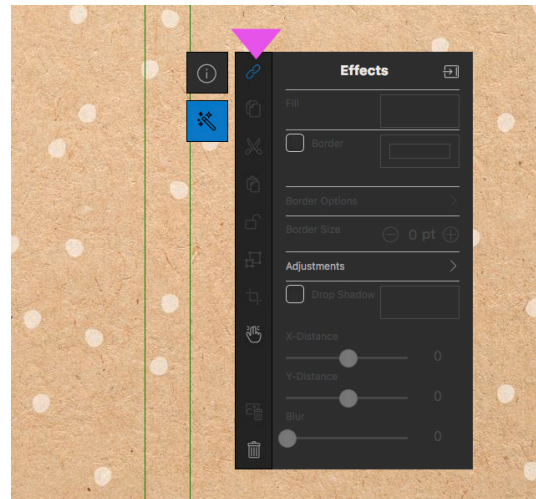 Effects
Fill
Border
Border Options
Border Size
0 pt
Adjustments
Drop Shadow
X-Distance
0
Y-Distance
0
Blur
0